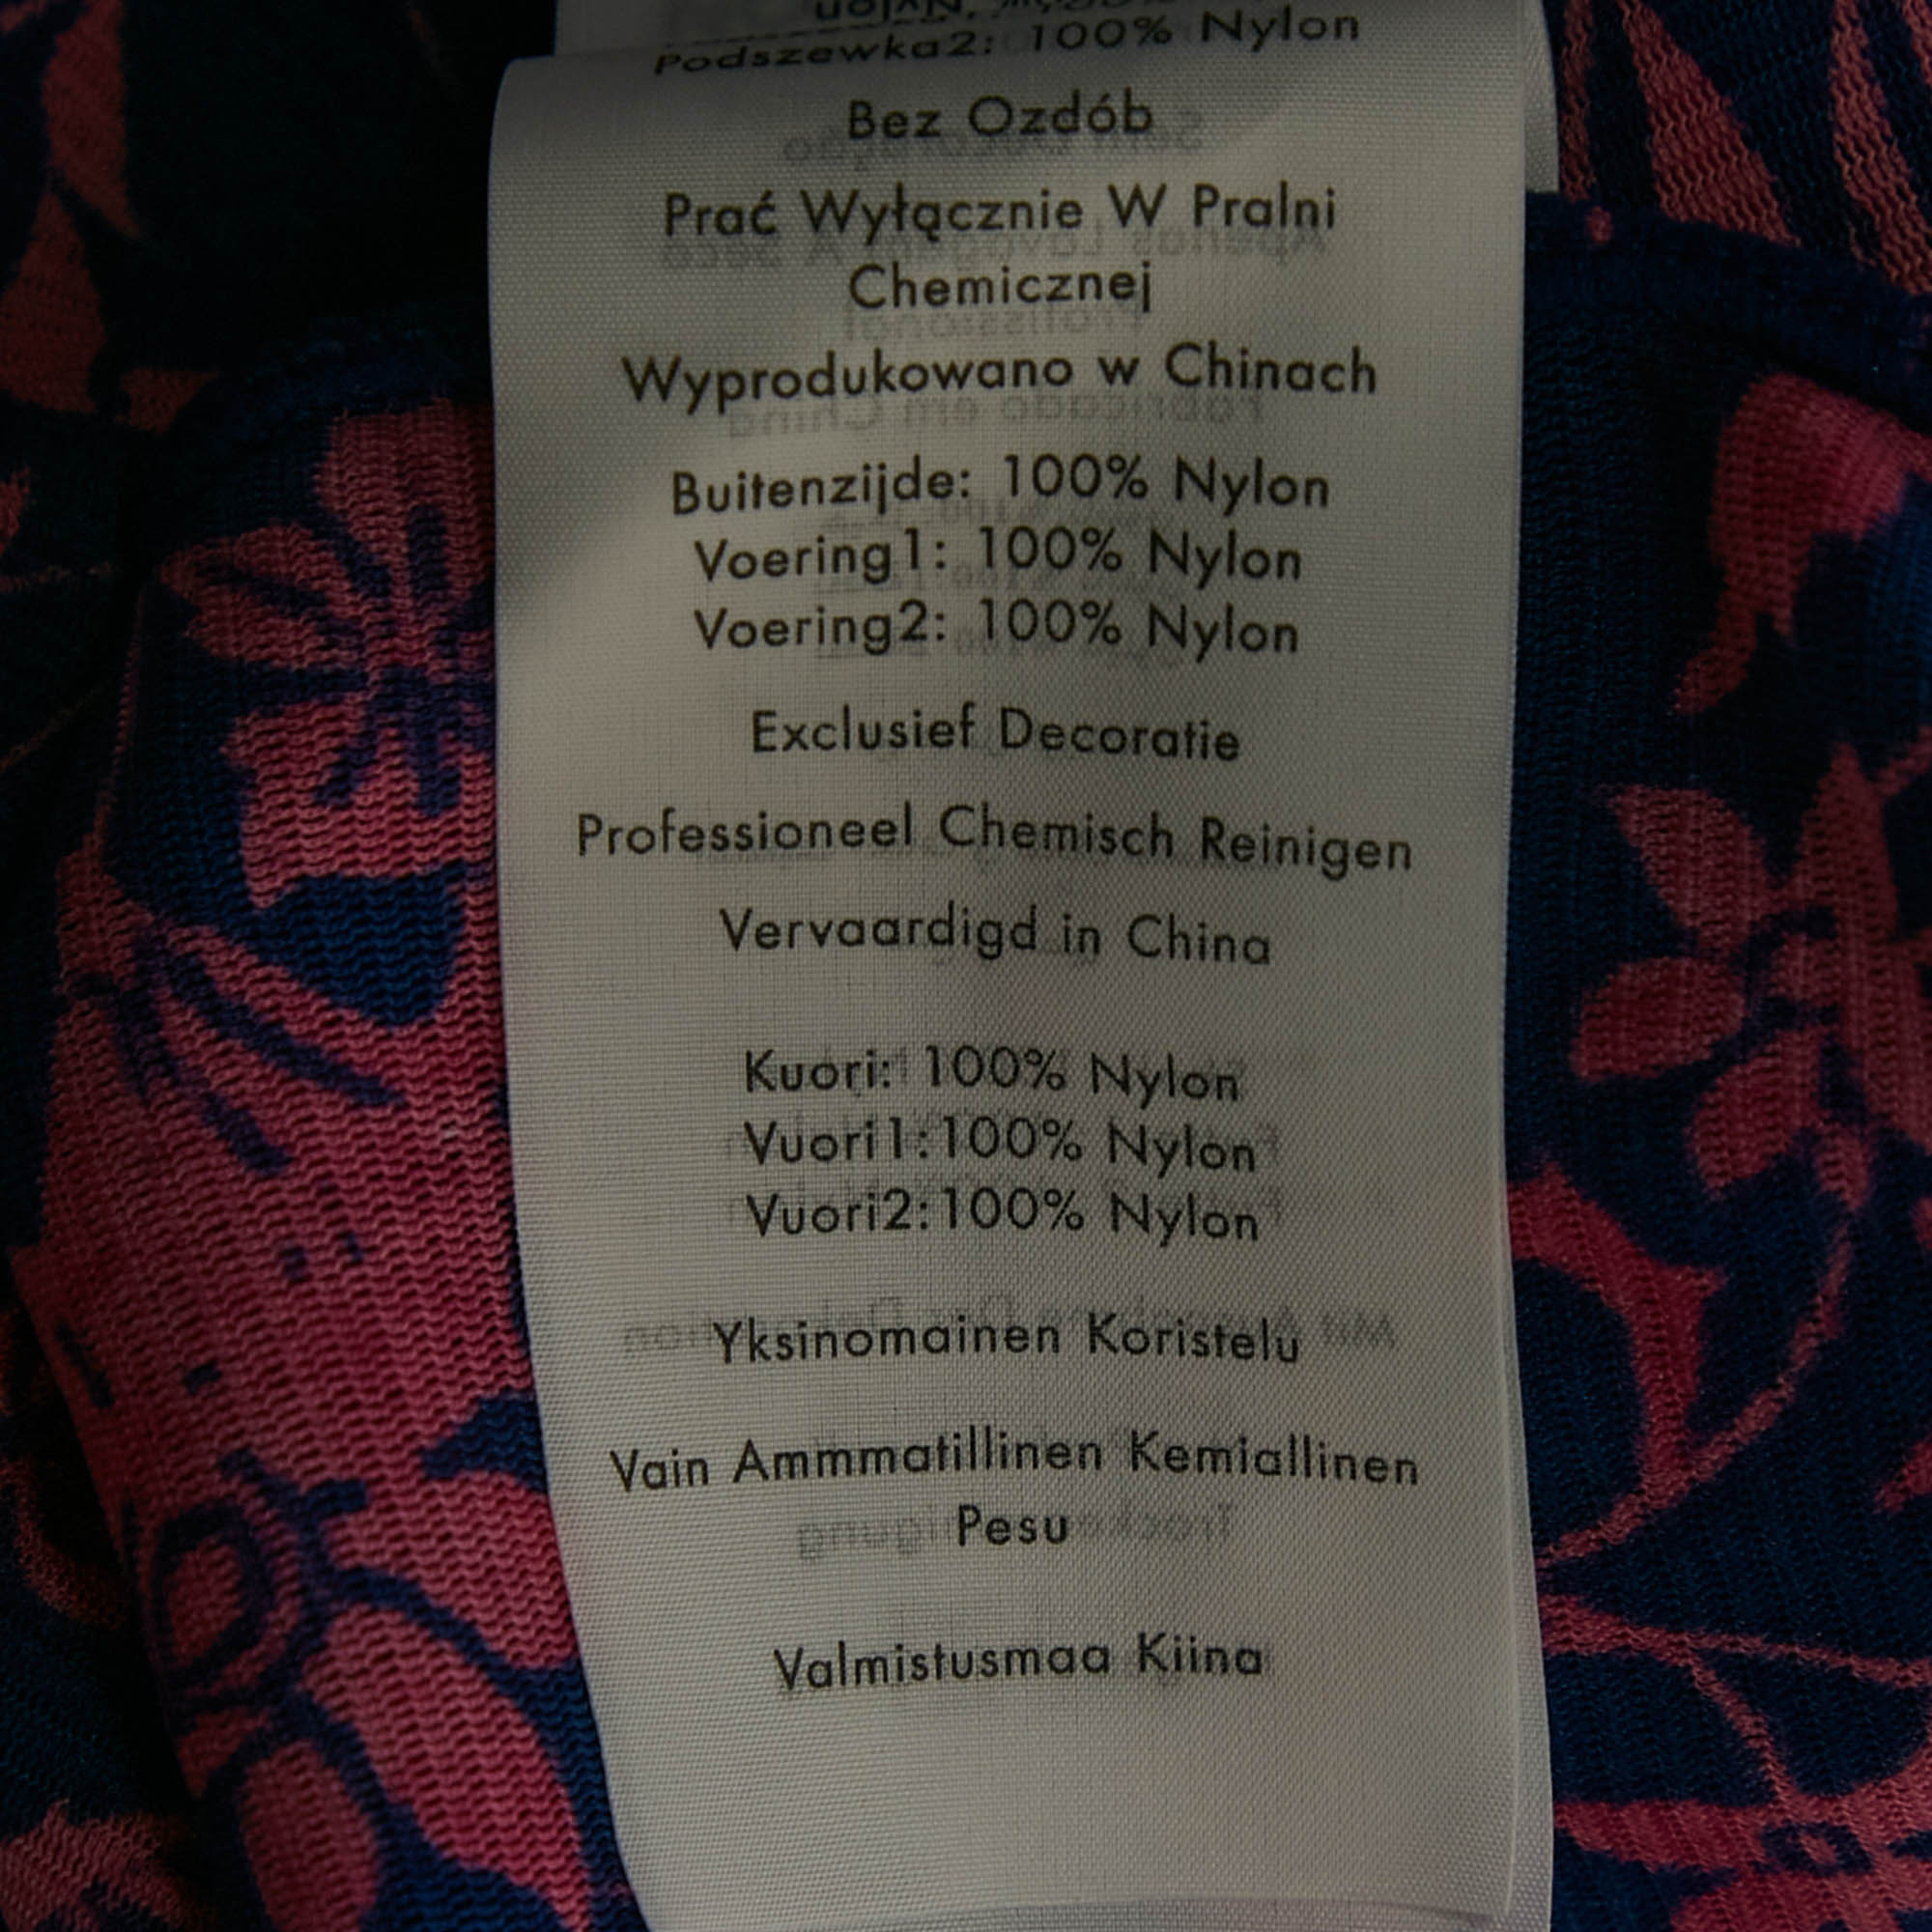 Nylon
Podszewka2: 100% Nylon
Bez Ozdób
Prać Wyłącznie W Pralni
Chemicznej
Wyprodukowano w Chinach
Buitenzijde: 100% Nylon
Voering1: 100% Nylon
Voering2: 100% Nylon
Exclusief Decoratie
Professioneel Chemisch Reinigen
Vervaardigd in China
Kuori: 100% Nylon
Vuori1:100% Nylon
Vuori2:100% Nylon
Yksinomainen Koristelu
Vain Ammmatillinen Kemiallinen
Pesu
Valmistusmaa Kiina